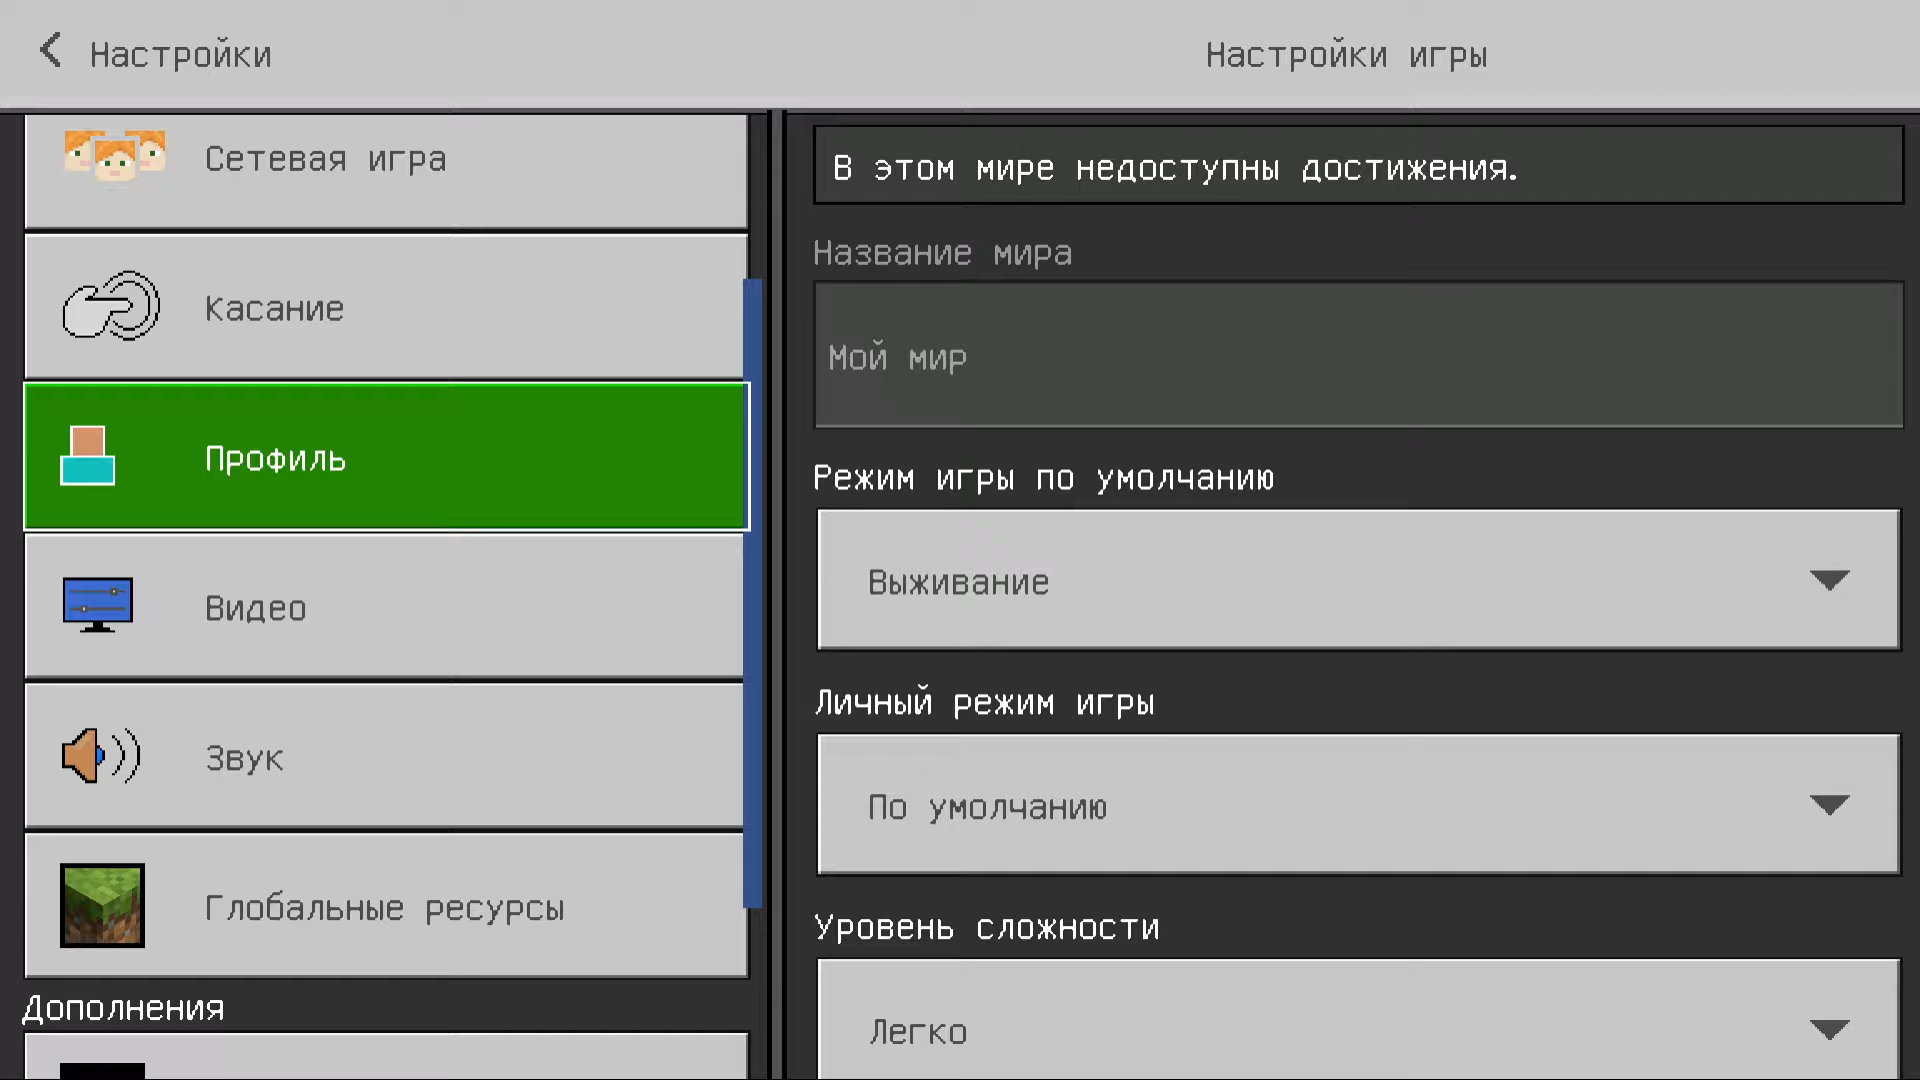 Настройки
Настройки игры
Сетевая игра
Касание
Профиль
Видео
Звук
Глобальные ресурсы
Дополнения
В этом мире недоступны достижения.
Название мира
Мой мир
Режим игры по умолчанию
Выживание
Личный режим игры
По умолчанию
Уровень сложности
Легко